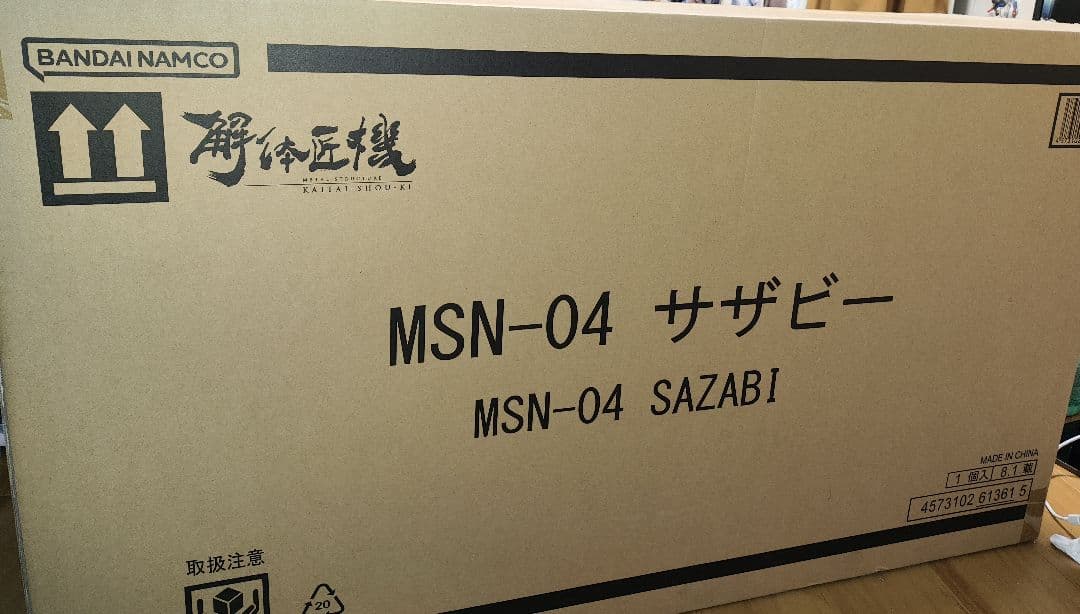 BANDAI NAMCO
解体匠機
METAL STRUCTURE
KAITAI SHOU-KI
MSN-04 サザビー
MSN-04 SAZABI
MADE IN CHINA
1 個入 8.1 載
4573102 61361 5
取扱注意
20